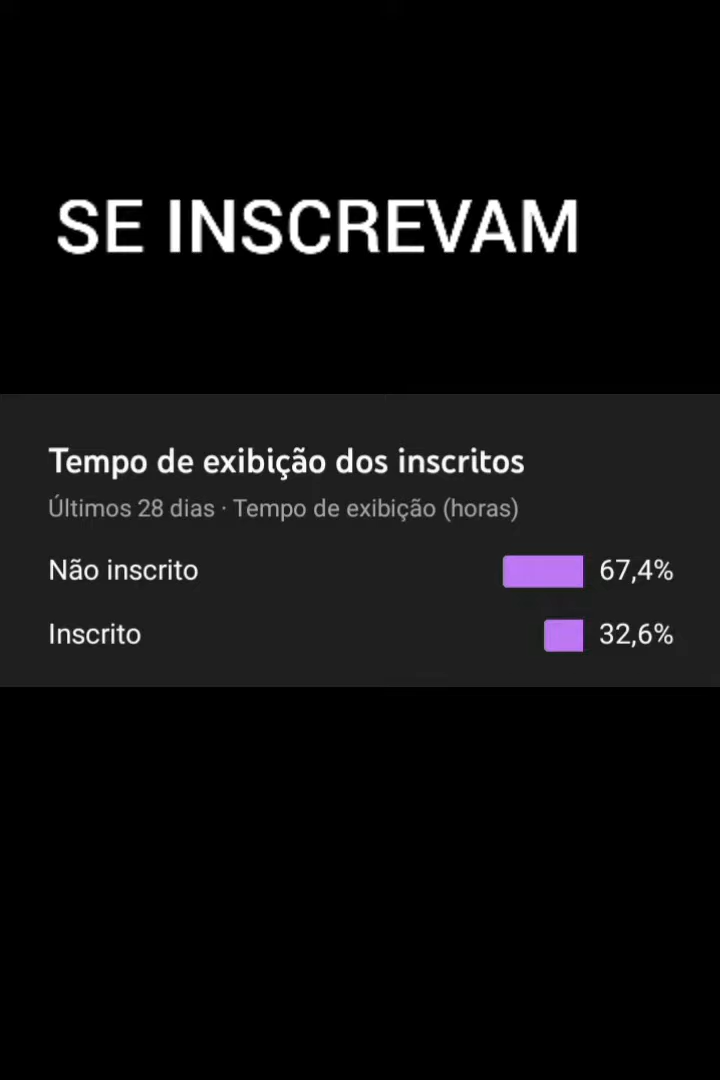 SE INSCREVAM
Tempo de exibição dos inscritos
Últimos 28 dias · Tempo de exibição (horas)
Não inscrito 67,4%
Inscrito 32,6%